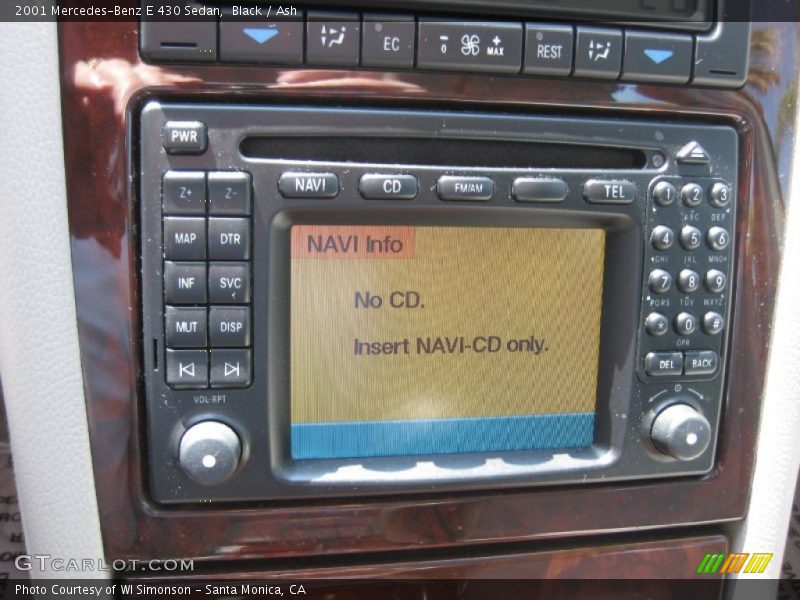 2001 Mercedes-Benz E 430 Sedan, Black / Ash
EC
0 + MAX
REST
PWR
NAVI CD FM/AM TEL
Z+ Z-
MAP DTR
INF SVC
MUT DISP
VOL-RPT
1 2 3
ABC DEF
4 5 6
GHI JKL MNO
7 8 9
PQRS TUV WXYZ
* 0 #
OPR
DEL BACK
NAVI Info
No CD.
Insert NAVI-CD only.
GTCARLOT.COM
Photo Courtesy of WI Simonson - Santa Monica, CA